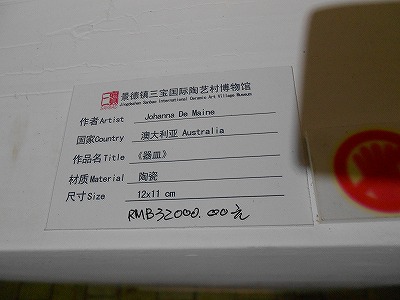 景德镇三宝国际陶艺村博物馆
Jingdezhen Sanbao International Ceramic Art Village Museum
作者Artist Johanna De Maine
国家Country 澳大利亚 Australia
作品名Title 《器皿》
材质Material 陶瓷
尺寸Size 12x11 cm
RMB32000.000元